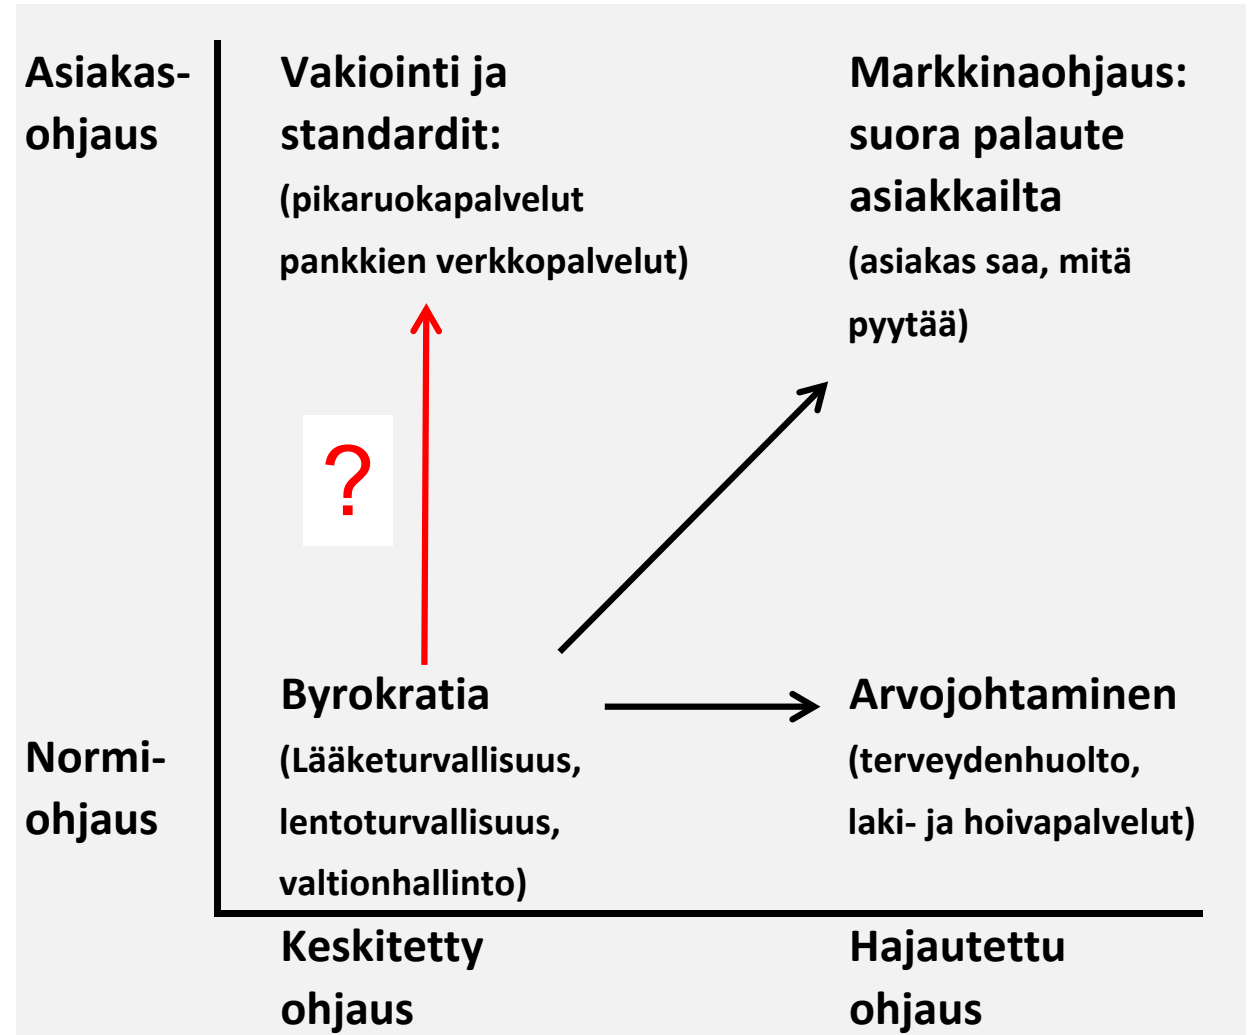 Asiakas-
ohjaus
Vakiointi ja
standardit:
(pikaruokapalvelut
pankkien verkkopalvelut)
Markkinaohjaus:
suora palaute
asiakkailta
(asiakas saa, mitä
pyytää)
?
Byrokratia
(Lääketurvallisuus,
lentoturvallisuus,
valtionhallinto)
Arvojohtaminen
(terveydenhuolto,
laki- ja hoivapalvelut)
Normi-
ohjaus
Keskitetty
ohjaus
Hajautettu
ohjaus